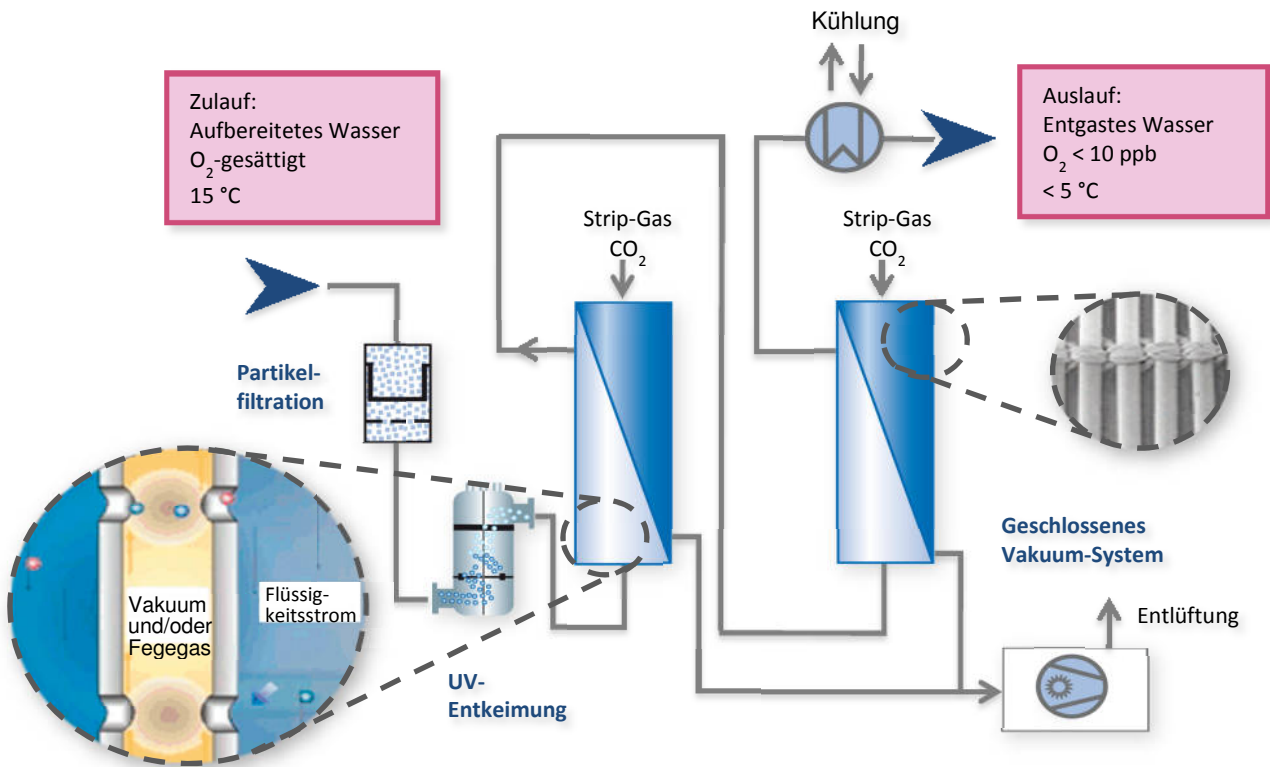 Kühlung
Zulauf:
Aufbereitetes Wasser
O2-gesättigt
15 °C
Auslauf:
Entgastes Wasser
O2 < 10 ppb
< 5 °C
Strip-Gas
CO2
Strip-Gas
CO2
Partikel-
filtration
Geschlossenes
Vakuum-System
Vakuum
und/oder
Fegegas
Flüssig-
keitsstrom
Entlüftung
UV-
Entkeimung